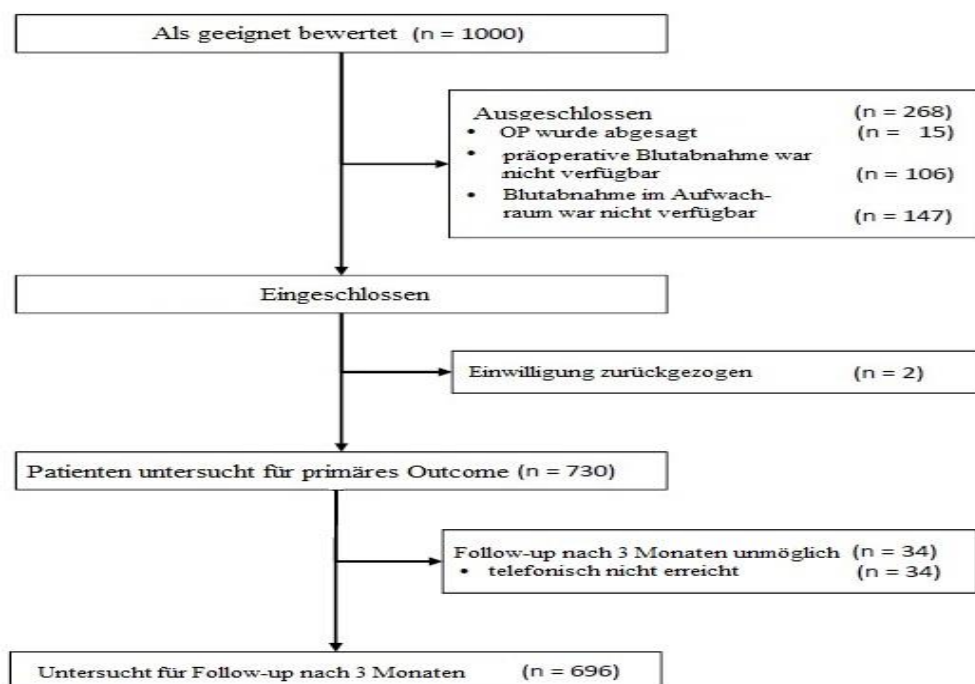 Als geeignet bewertet (n = 1000)
Ausgeschlossen (n = 268)
• OP wurde abgesagt (n = 15)
• präoperative Blutabnahme war
nicht verfügbar (n = 106)
• Blutabnahme im Aufwach-
raum war nicht verfügbar (n = 147)
Eingeschlossen
Einwilligung zurückgezogen (n = 2)
Patienten untersucht für primäres Outcome (n = 730)
Follow-up nach 3 Monaten unmöglich (n = 34)
• telefonisch nicht erreicht (n = 34)
Untersucht für Follow-up nach 3 Monaten (n = 696)